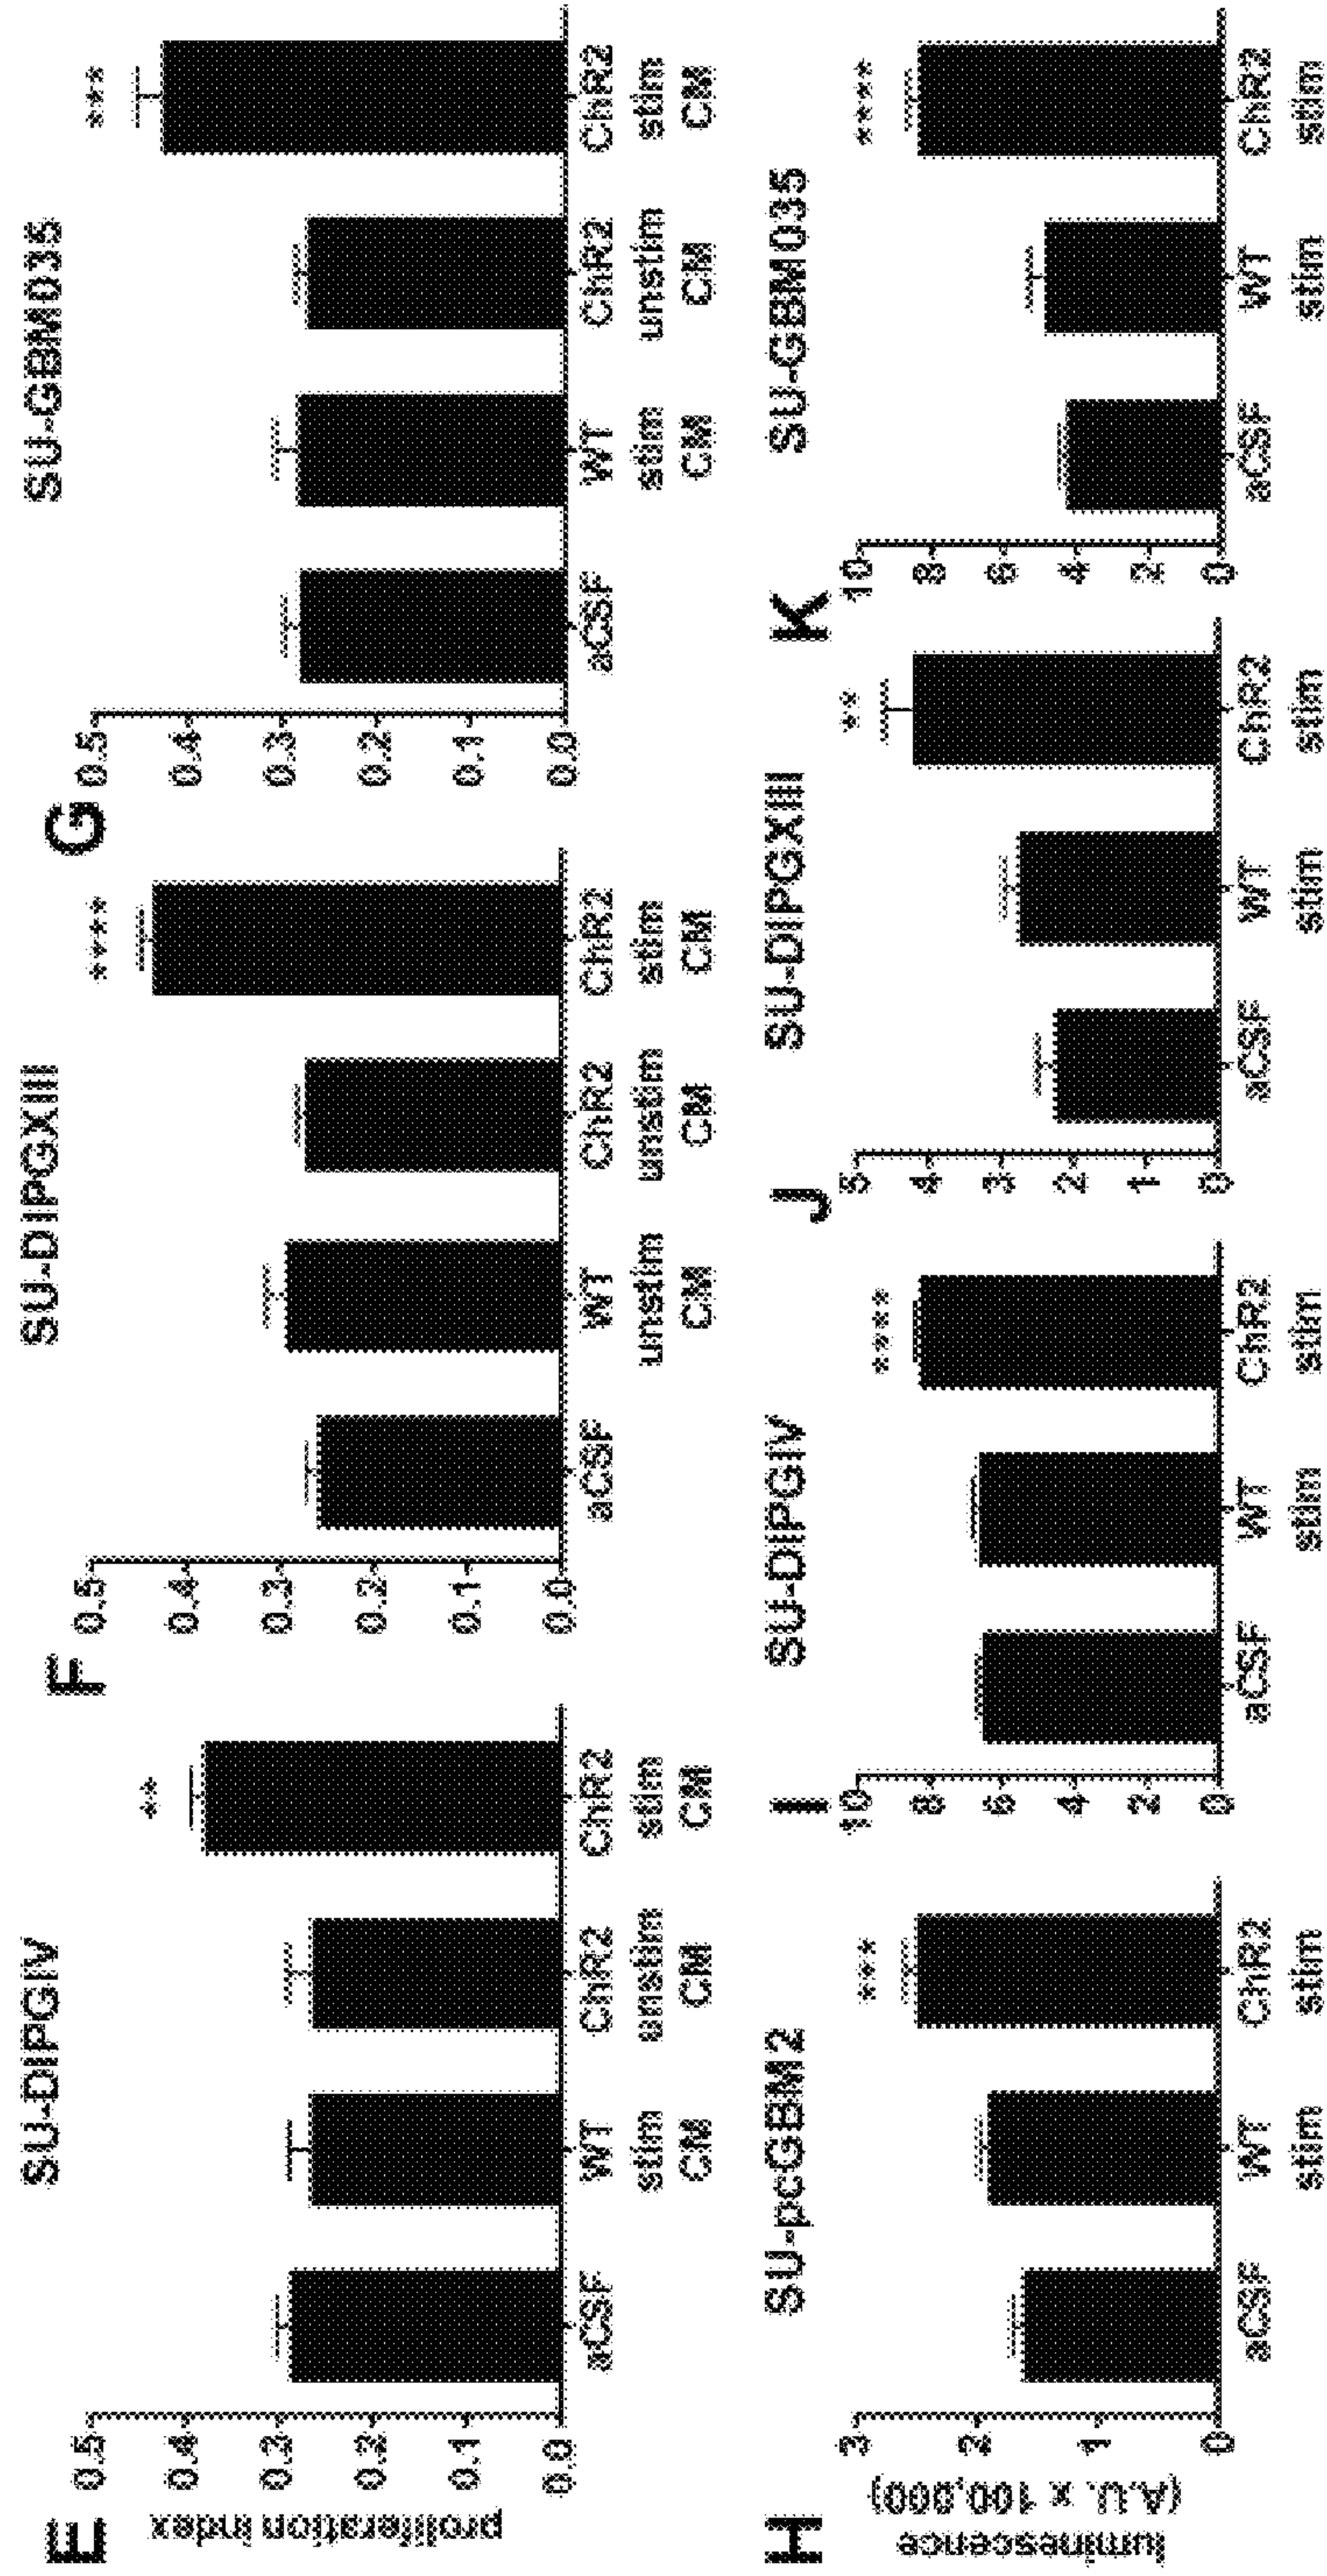 E
SU-DIPGIV
proliferation index
0.5
0.4
0.3
0.2
0.1
0.0
**
aCSF
WT
stim
CM
ChR2
unstim
CM
ChR2
stim
CM
F
SU-DIPGXIII
0.5
0.4
0.3
0.2
0.1
0.0
****
aCSF
WT
unstim
CM
ChR2
unstim
CM
ChR2
stim
CM
G
SU-GBM035
0.5
0.4
0.3
0.2
0.1
0.0
***
aCSF
WT
stim
CM
ChR2
unstim
CM
ChR2
stim
CM
H
SU-pcGBM2
luminescence
(A.U. x 100,000)
3
2
1
0
***
aCSF
WT
stim
ChR2
stim
I
SU-DIPGIV
10
8
6
4
2
0
****
aCSF
WT
stim
ChR2
stim
J
SU-DIPGXIII
5
4
3
2
1
0
**
aCSF
WT
stim
ChR2
stim
K
SU-GBM035
10
8
6
4
2
0
****
aCSF
WT
stim
ChR2
stim